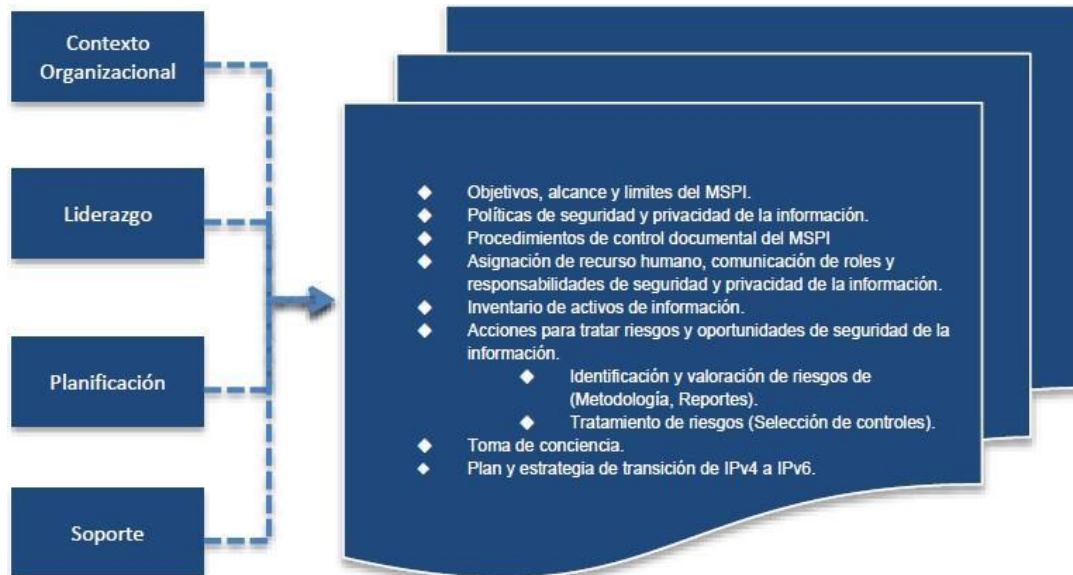 Contexto
Organizacional
Liderazgo
Planificación
Soporte
Objetivos, alcance y limites del MSPI.
Políticas de seguridad y privacidad de la información.
Procedimientos de control documental del MSPI
Asignación de recurso humano, comunicación de roles y
responsabilidades de seguridad y privacidad de la información.
Inventario de activos de información.
Acciones para tratar riesgos y oportunidades de seguridad de la
información.
Identificación y valoración de riesgos de
(Metodología, Reportes).
Tratamiento de riesgos (Selección de controles).
Toma de conciencia.
Plan y estrategia de transición de IPv4 a IPv6.